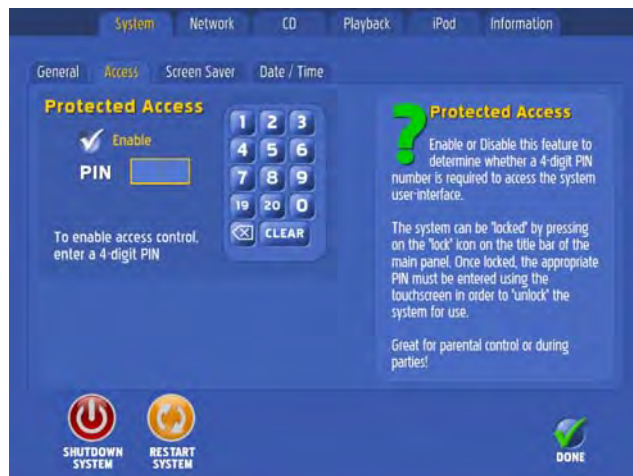 System Network CD Playback iPod Information
General Access Screen Saver Date / Time
Protected Access
Enable
PIN
To enable access control,
enter a 4-digit PIN
1 2 3
4 5 6
7 8 9
19 20 0
CLEAR
Protected Access
Enable or Disable this feature to
determine whether a 4-digit PIN
number is required to access the system
user-interface.
The system can be 'locked' by pressing
on the 'lock' icon on the title bar of the
main panel. Once locked, the appropriate
PIN must be entered using the
touchscreen in order to 'unlock' the
system for use.
Great for parental control or during
parties!
SHUTDOWN
SYSTEM
RESTART
SYSTEM
DONE